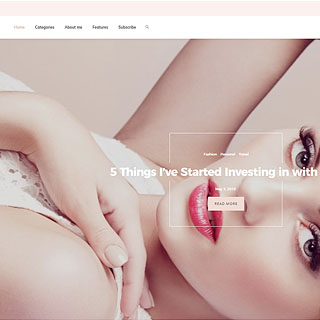 Home Categories About me Features Subscribe
Fashion Personal Travel
5 Things I've Started Investing in with
May 2, 2018
READ MORE